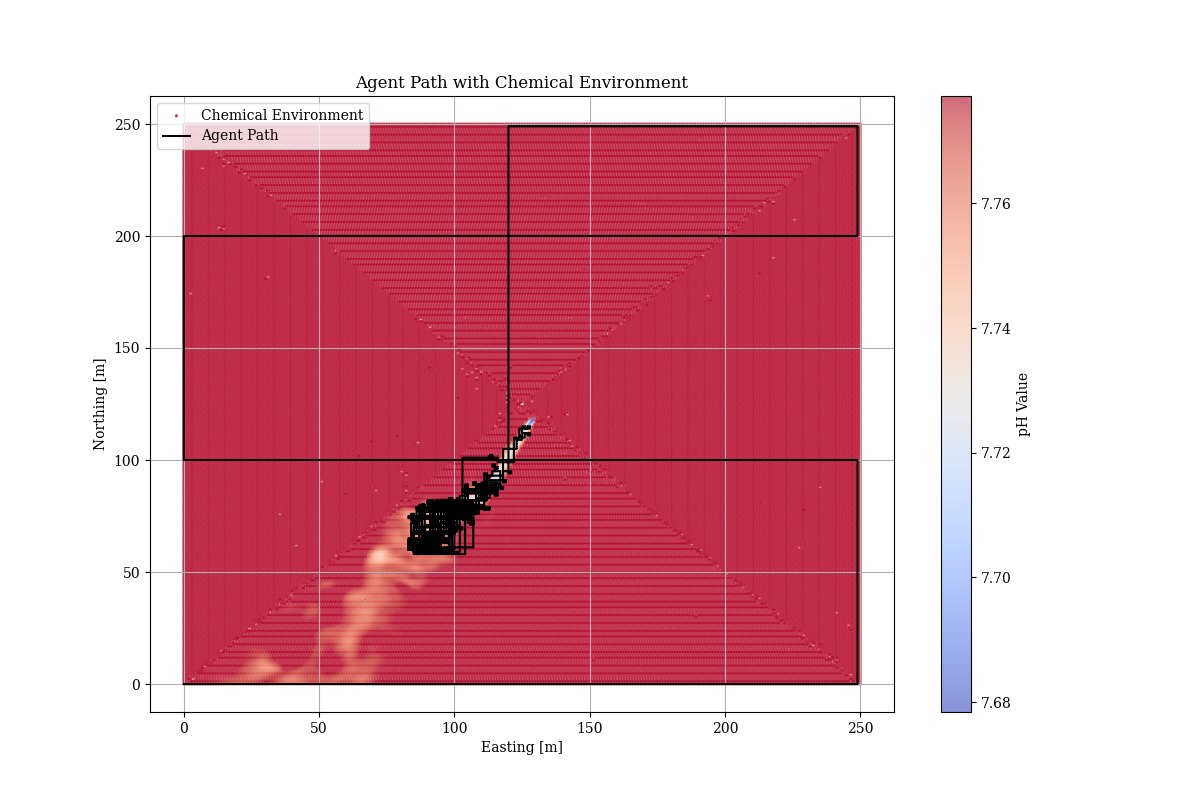 Agent Path with Chemical Environment
Chemical Environment
Agent Path
250
200
150
100
50
0
Northing [m]
0 50 100 150 200 250
Easting [m]
7.76
7.74
7.72
7.70
7.68
pH Value